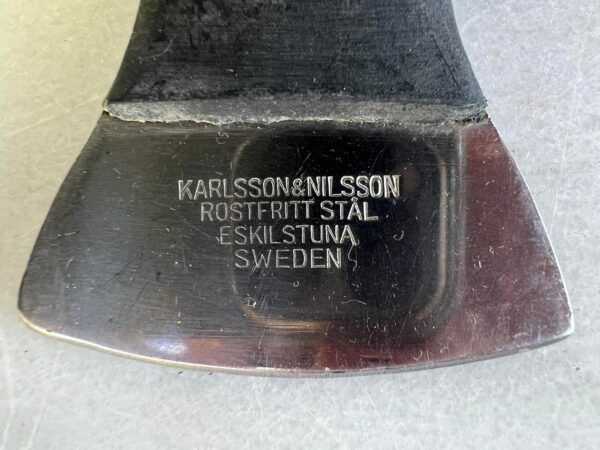 KARLSSON&NILSSON
ROSTFRITT STÅL
ESKILSTUNA
SWEDEN